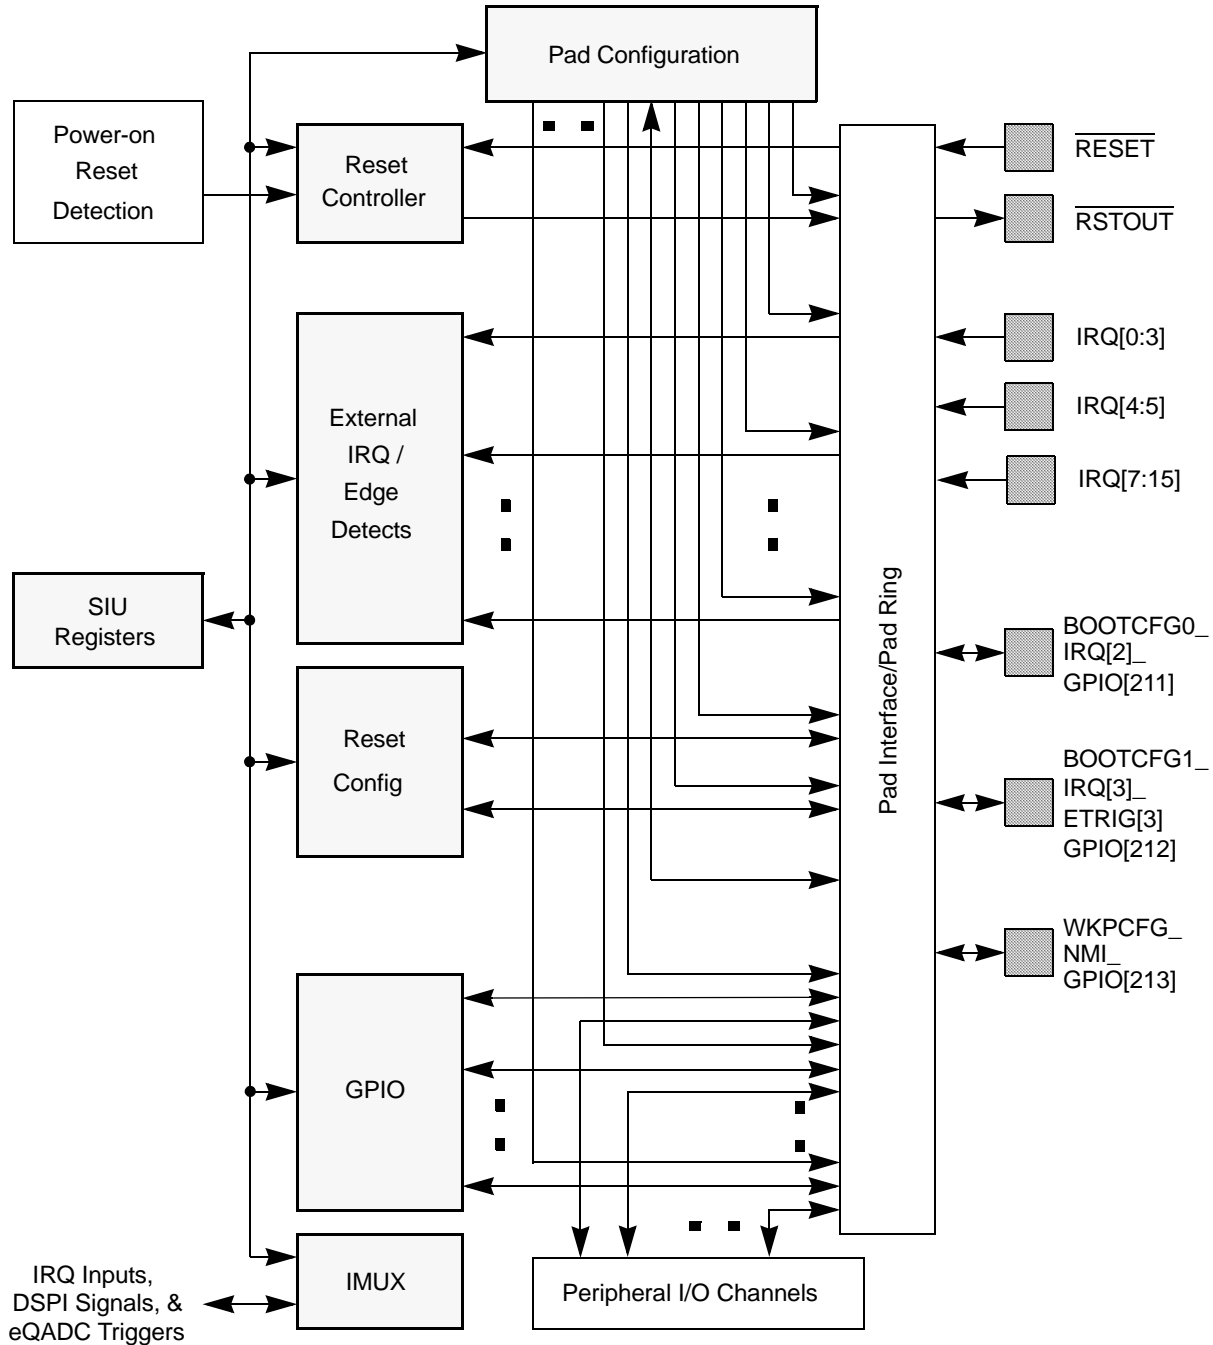 Pad Configuration
Power-on
Reset
Detection
Reset
Controller
RESET
RSTOUT
External
IRQ /
Edge
Detects
IRQ[0:3]
IRQ[4:5]
IRQ[7:15]
SIU
Registers
Pad Interface/Pad Ring
BOOTCFG0_
IRQ[2]_
GPIO[211]
Reset
Config
BOOTCFG1_
IRQ[3]_
ETRIG[3]
GPIO[212]
WKPCFG_
NMI_
GPIO[213]
GPIO
IMUX
IRQ Inputs,
DSPI Signals, &
eQADC Triggers
Peripheral I/O Channels